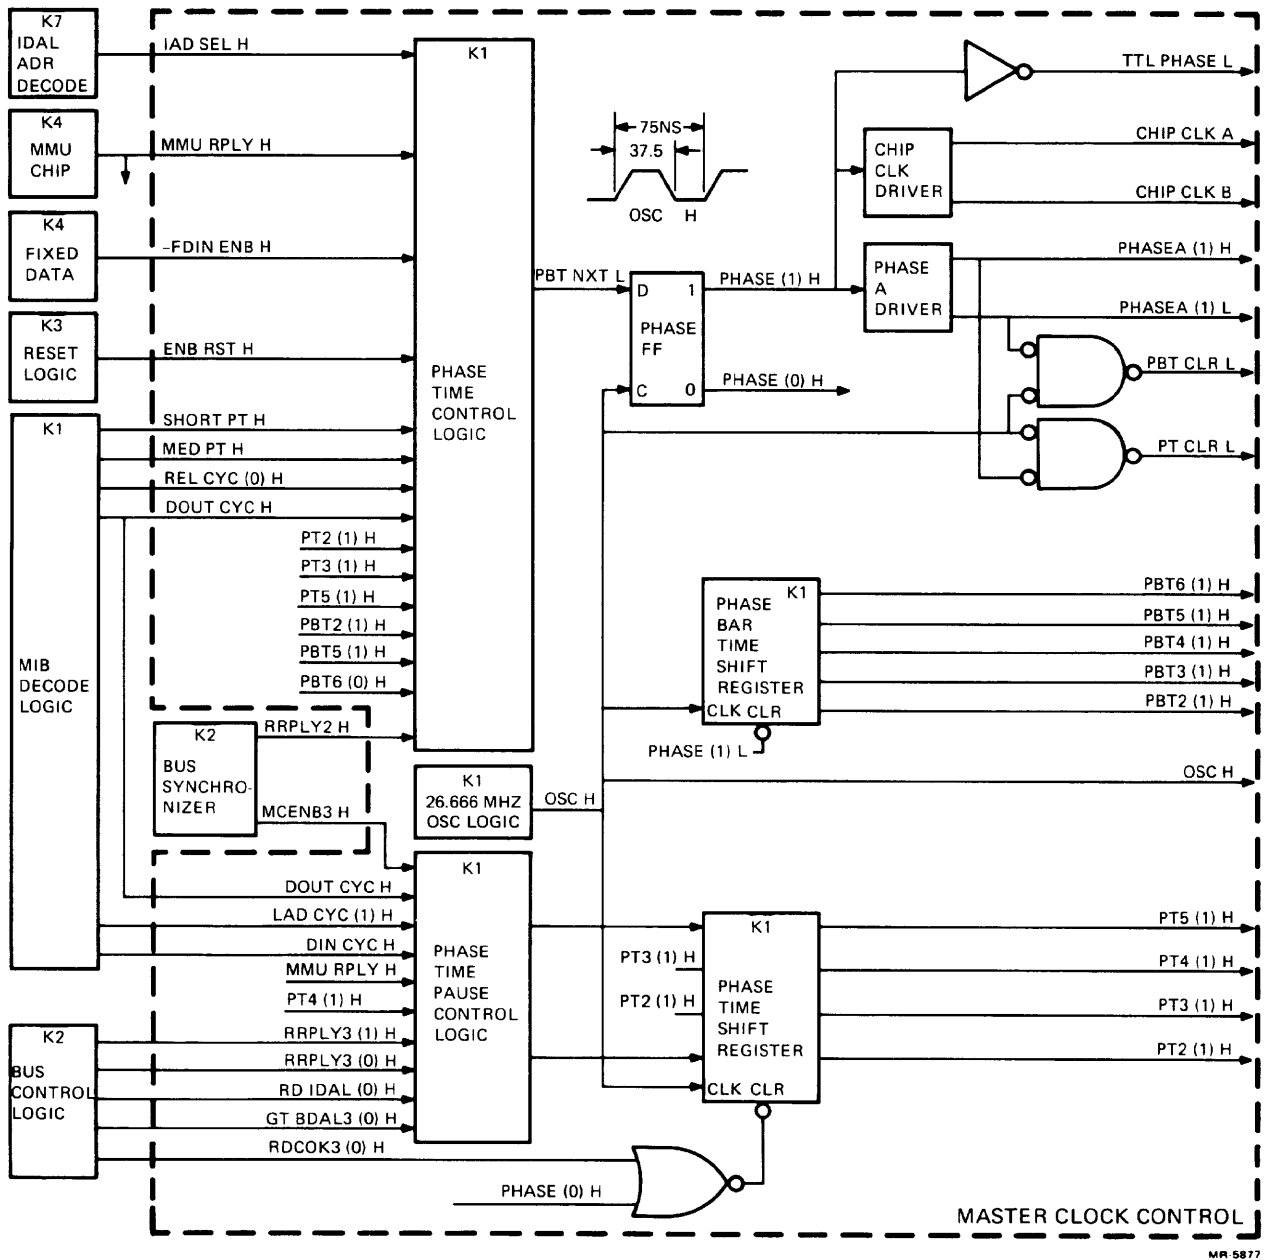 K7
IDAL
ADR
DECODE
IAD SEL H
K4
MMU
CHIP
MMU RPLY H
K4
FIXED
DATA
–FDIN ENB H
K3
RESET
LOGIC
ENB RST H
K1
MIB
DECODE
LOGIC
SHORT PT H
MED PT H
REL CYC (0) H
DOUT CYC H
PT2 (1) H
PT3 (1) H
PT5 (1) H
PBT2 (1) H
PBT5 (1) H
PBT6 (0) H
K1
PHASE
TIME
CONTROL
LOGIC
PBT NXT L
75NS
37.5
OSC H
D 1
PHASE
FF
C 0
PHASE (1) H
PHASE (0) H
TTL PHASE L
CHIP
CLK
DRIVER
CHIP CLK A
CHIP CLK B
PHASE
A
DRIVER
PHASEA (1) H
PHASEA (1) L
PBT CLR L
PT CLR L
K1
PHASE
BAR
TIME
SHIFT
REGISTER
CLK CLR
PHASE (1) L
PBT6 (1) H
PBT5 (1) H
PBT4 (1) H
PBT3 (1) H
PBT2 (1) H
K2
BUS
SYNCHRO-
NIZER
RRPLY2 H
MCENB3 H
K1
26.666 MHZ
OSC LOGIC
OSC H
OSC H
DOUT CYC H
LAD CYC (1) H
DIN CYC H
MMU RPLY H
PT4 (1) H
K2
BUS
CONTROL
LOGIC
RRPLY3 (1) H
RRPLY3 (0) H
RD IDAL (0) H
GT BDAL3 (0) H
RDCOK3 (0) H
K1
PHASE
TIME
PAUSE
CONTROL
LOGIC
PT3 (1) H
PT2 (1) H
K1
PHASE
TIME
SHIFT
REGISTER
CLK CLR
PT5 (1) H
PT4 (1) H
PT3 (1) H
PT2 (1) H
PHASE (0) H
MASTER CLOCK CONTROL
MR-5877